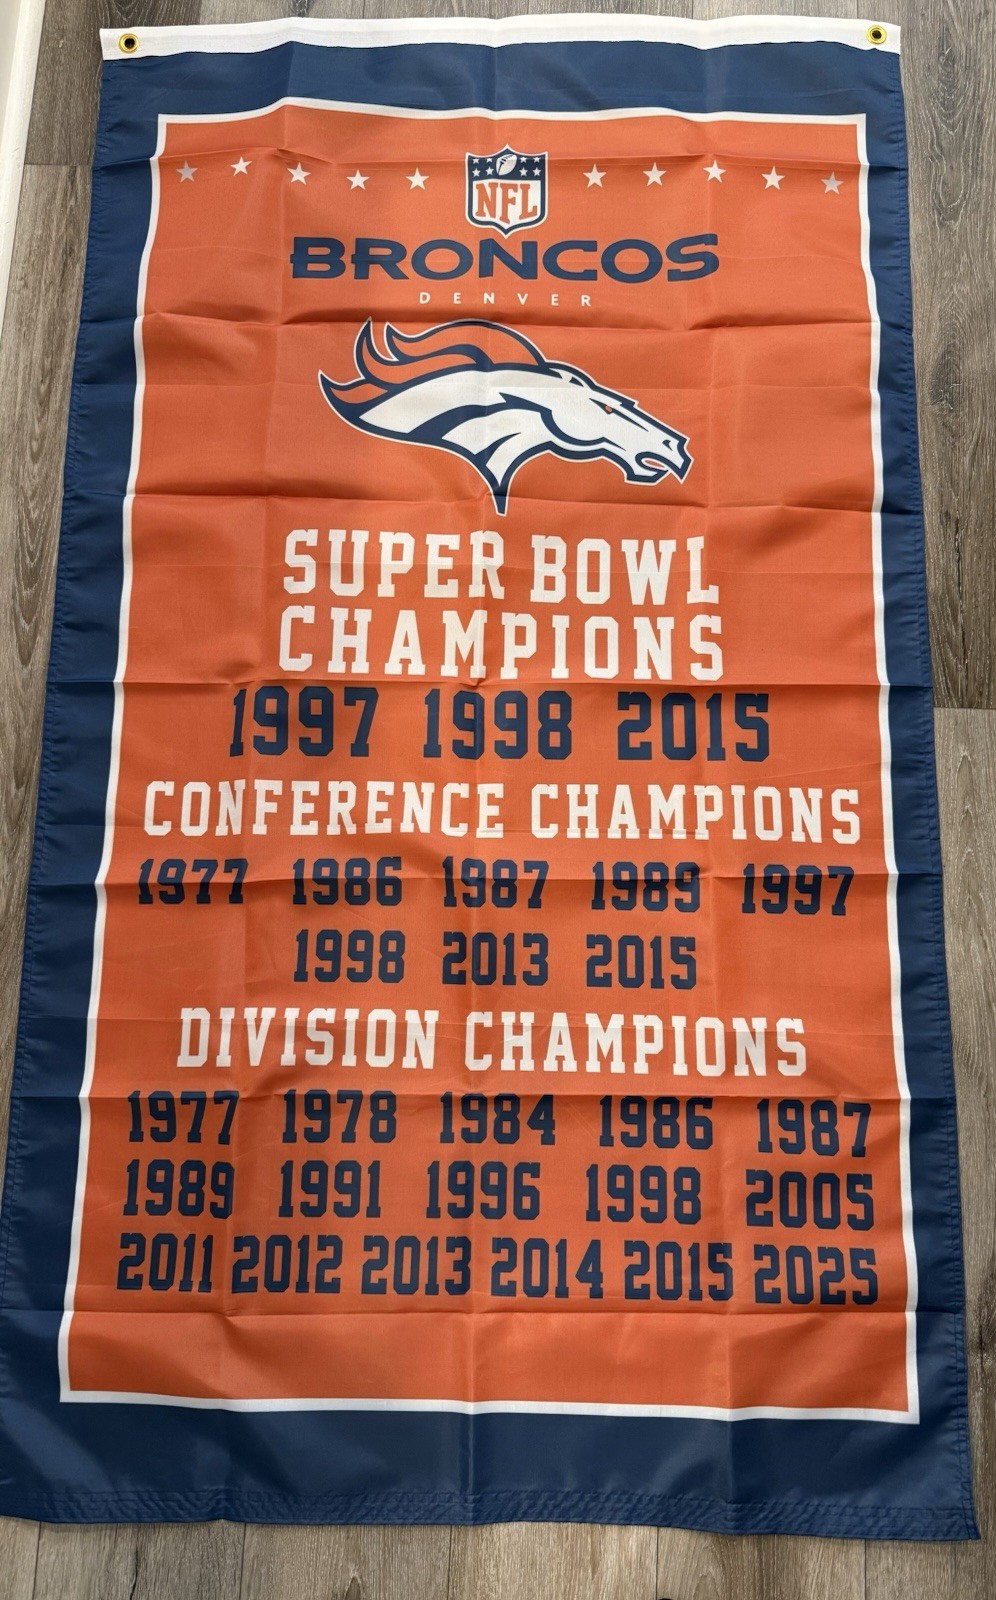 NFL
BRONCOS
DENVER
SUPER BOWL
CHAMPIONS
1997 1998 2015
CONFERENCE CHAMPIONS
1977 1986 1987 1989 1997
1998 2013 2015
DIVISION CHAMPIONS
1977 1978 1984 1986 1987
1989 1991 1996 1998 2005
2011 2012 2013 2014 2015 2025